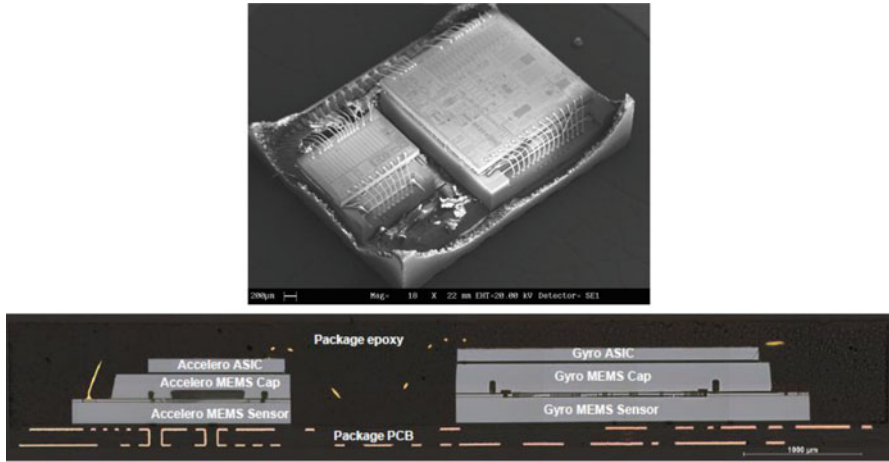 200µm
Mag= 18 X 22 mm EHT=20.00 kV Detector= SE1
Package epoxy
Accelero ASIC
Gyro ASIC
Accelero MEMS Cap
Gyro MEMS Cap
Accelero MEMS Sensor
Gyro MEMS Sensor
Package PCB
1000 µm